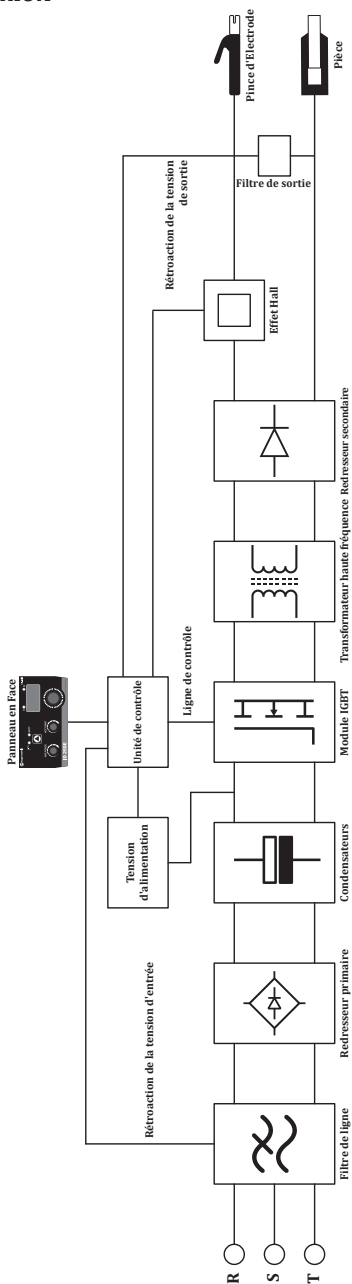 R
S
T
Filtre de ligne
Redresseur primaire
Condensateurs
Module IGBT
Transformateur haute fréquence
Redresseur secondaire
Effet Hall
Filtre de sortie
Pince d'Electrode
Pièce
Rétroaction de la tension d'entrée
Tension
d'alimentation
Unité de contrôle
Ligne de contrôle
Rétroaction de la tension
de sortie
Panneau en Face